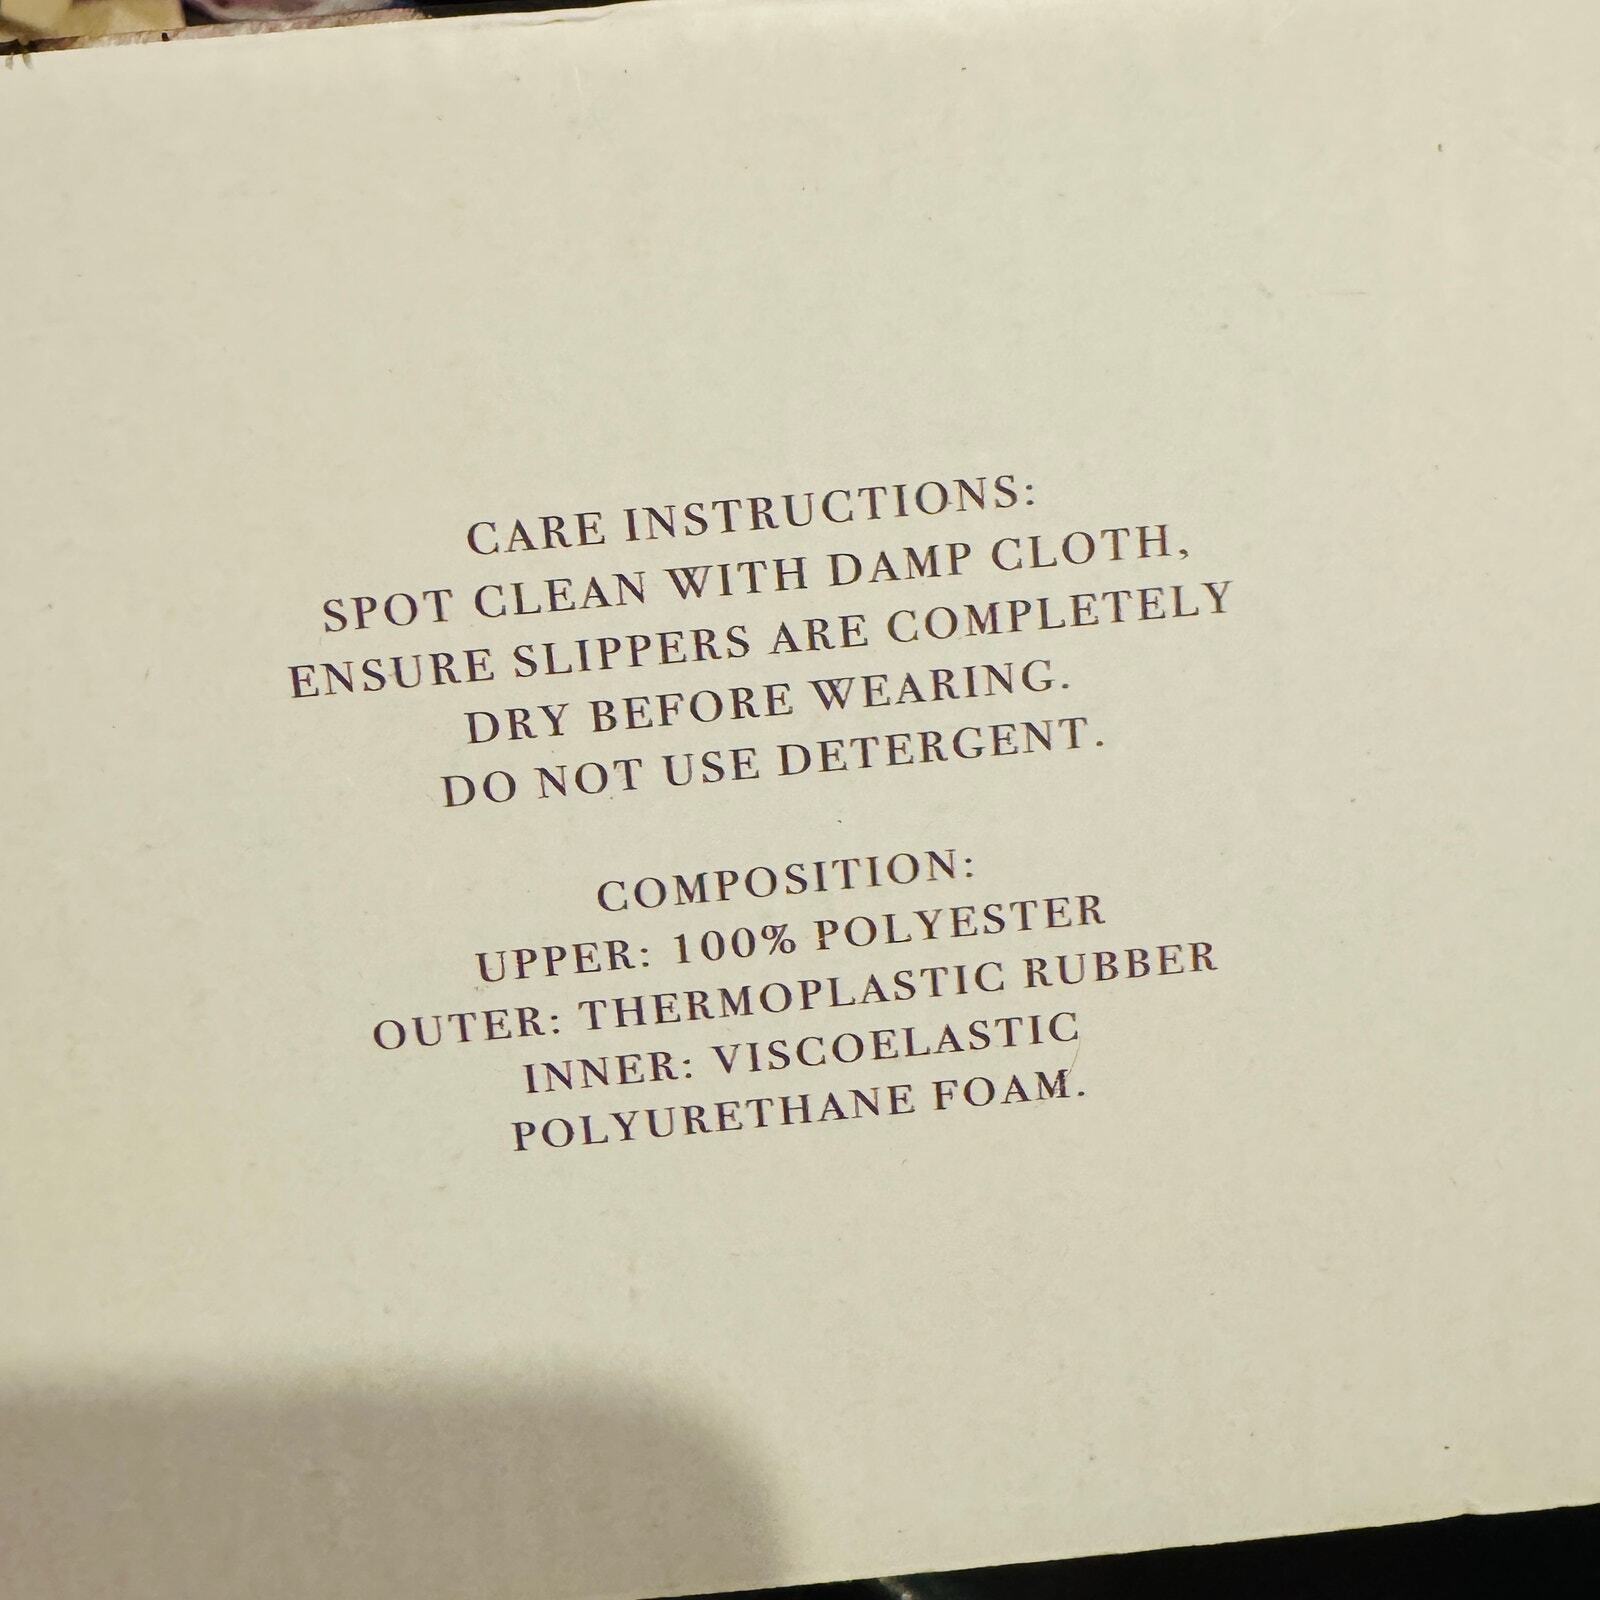 CARE INSTRUCTIONS:
SPOT CLEAN WITH DAMP CLOTH,
ENSURE SLIPPERS ARE COMPLETELY
DRY BEFORE WEARING.
DO NOT USE DETERGENT.
COMPOSITION:
UPPER: 100% POLYESTER
OUTER: THERMOPLASTIC RUBBER
INNER: VISCOELASTIC
POLYURETHANE FOAM.